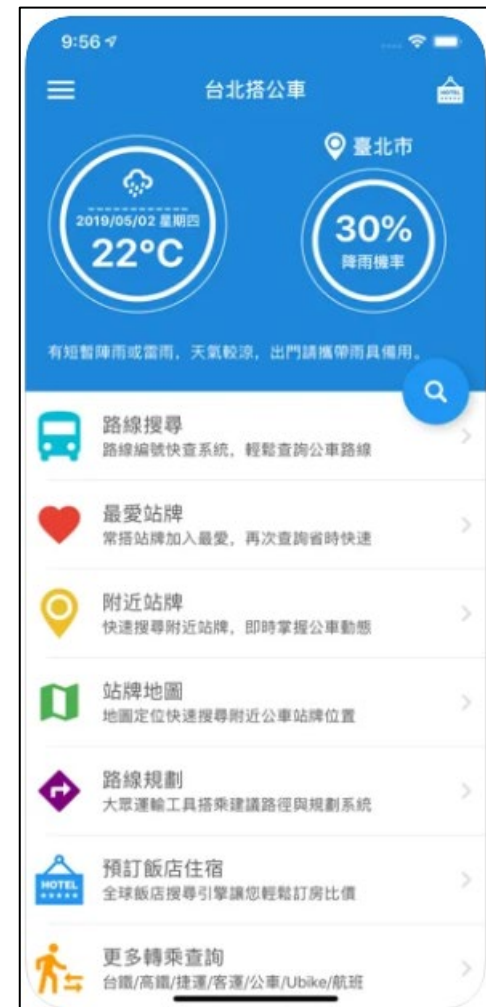 9:56
台北搭公車
HOTEL
臺北市
2019/05/02 星期四
22°C
30%
降雨機率
有短暫陣雨或雷雨，天氣較涼，出門請攜帶雨具備用。
路線搜尋
路線編號快查系統，輕鬆查詢公車路線
最愛站牌
常搭站牌加入最愛，再次查詢省時快速
附近站牌
快速搜尋附近站牌，即時掌握公車動態
站牌地圖
地圖定位快速搜尋附近公車站牌位置
路線規劃
大眾運輸工具搭乘建議路徑與規劃系統
HOTEL
預訂飯店住宿
全球飯店搜尋引擎讓您輕鬆訂房比價
更多轉乘查詢
台鐵/高鐵/捷運/客運/公車/Ubike/航班